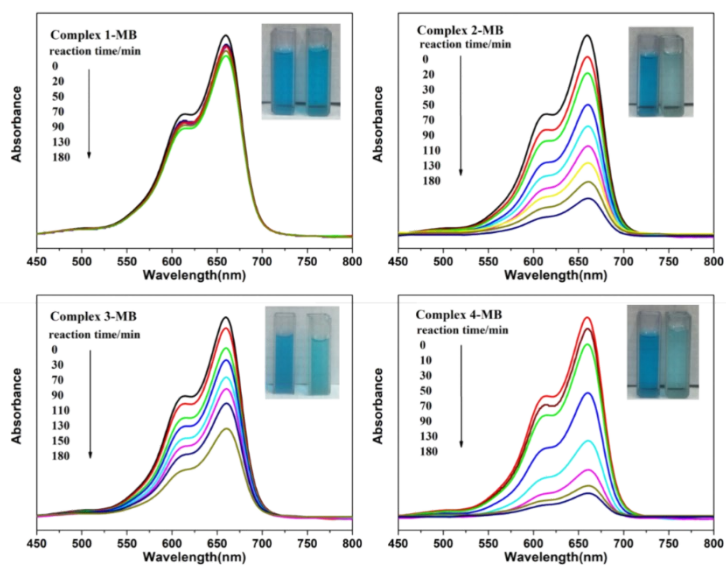 Complex 1-MB
reaction time/min
0
20
50
70
90
130
180
Absorbance
450 500 550 600 650 700 750 800
Wavelength(nm)
Complex 2-MB
reaction time/min
0
20
30
50
70
90
110
130
180
Absorbance
450 500 550 600 650 700 750 800
Wavelength(nm)
Complex 3-MB
reaction time/min
0
30
70
90
110
130
150
180
Absorbance
450 500 550 600 650 700 750 800
Wavelength(nm)
Complex 4-MB
reaction time/min
0
10
30
50
70
90
130
180
Absorbance
450 500 550 600 650 700 750 800
Wavelength(nm)